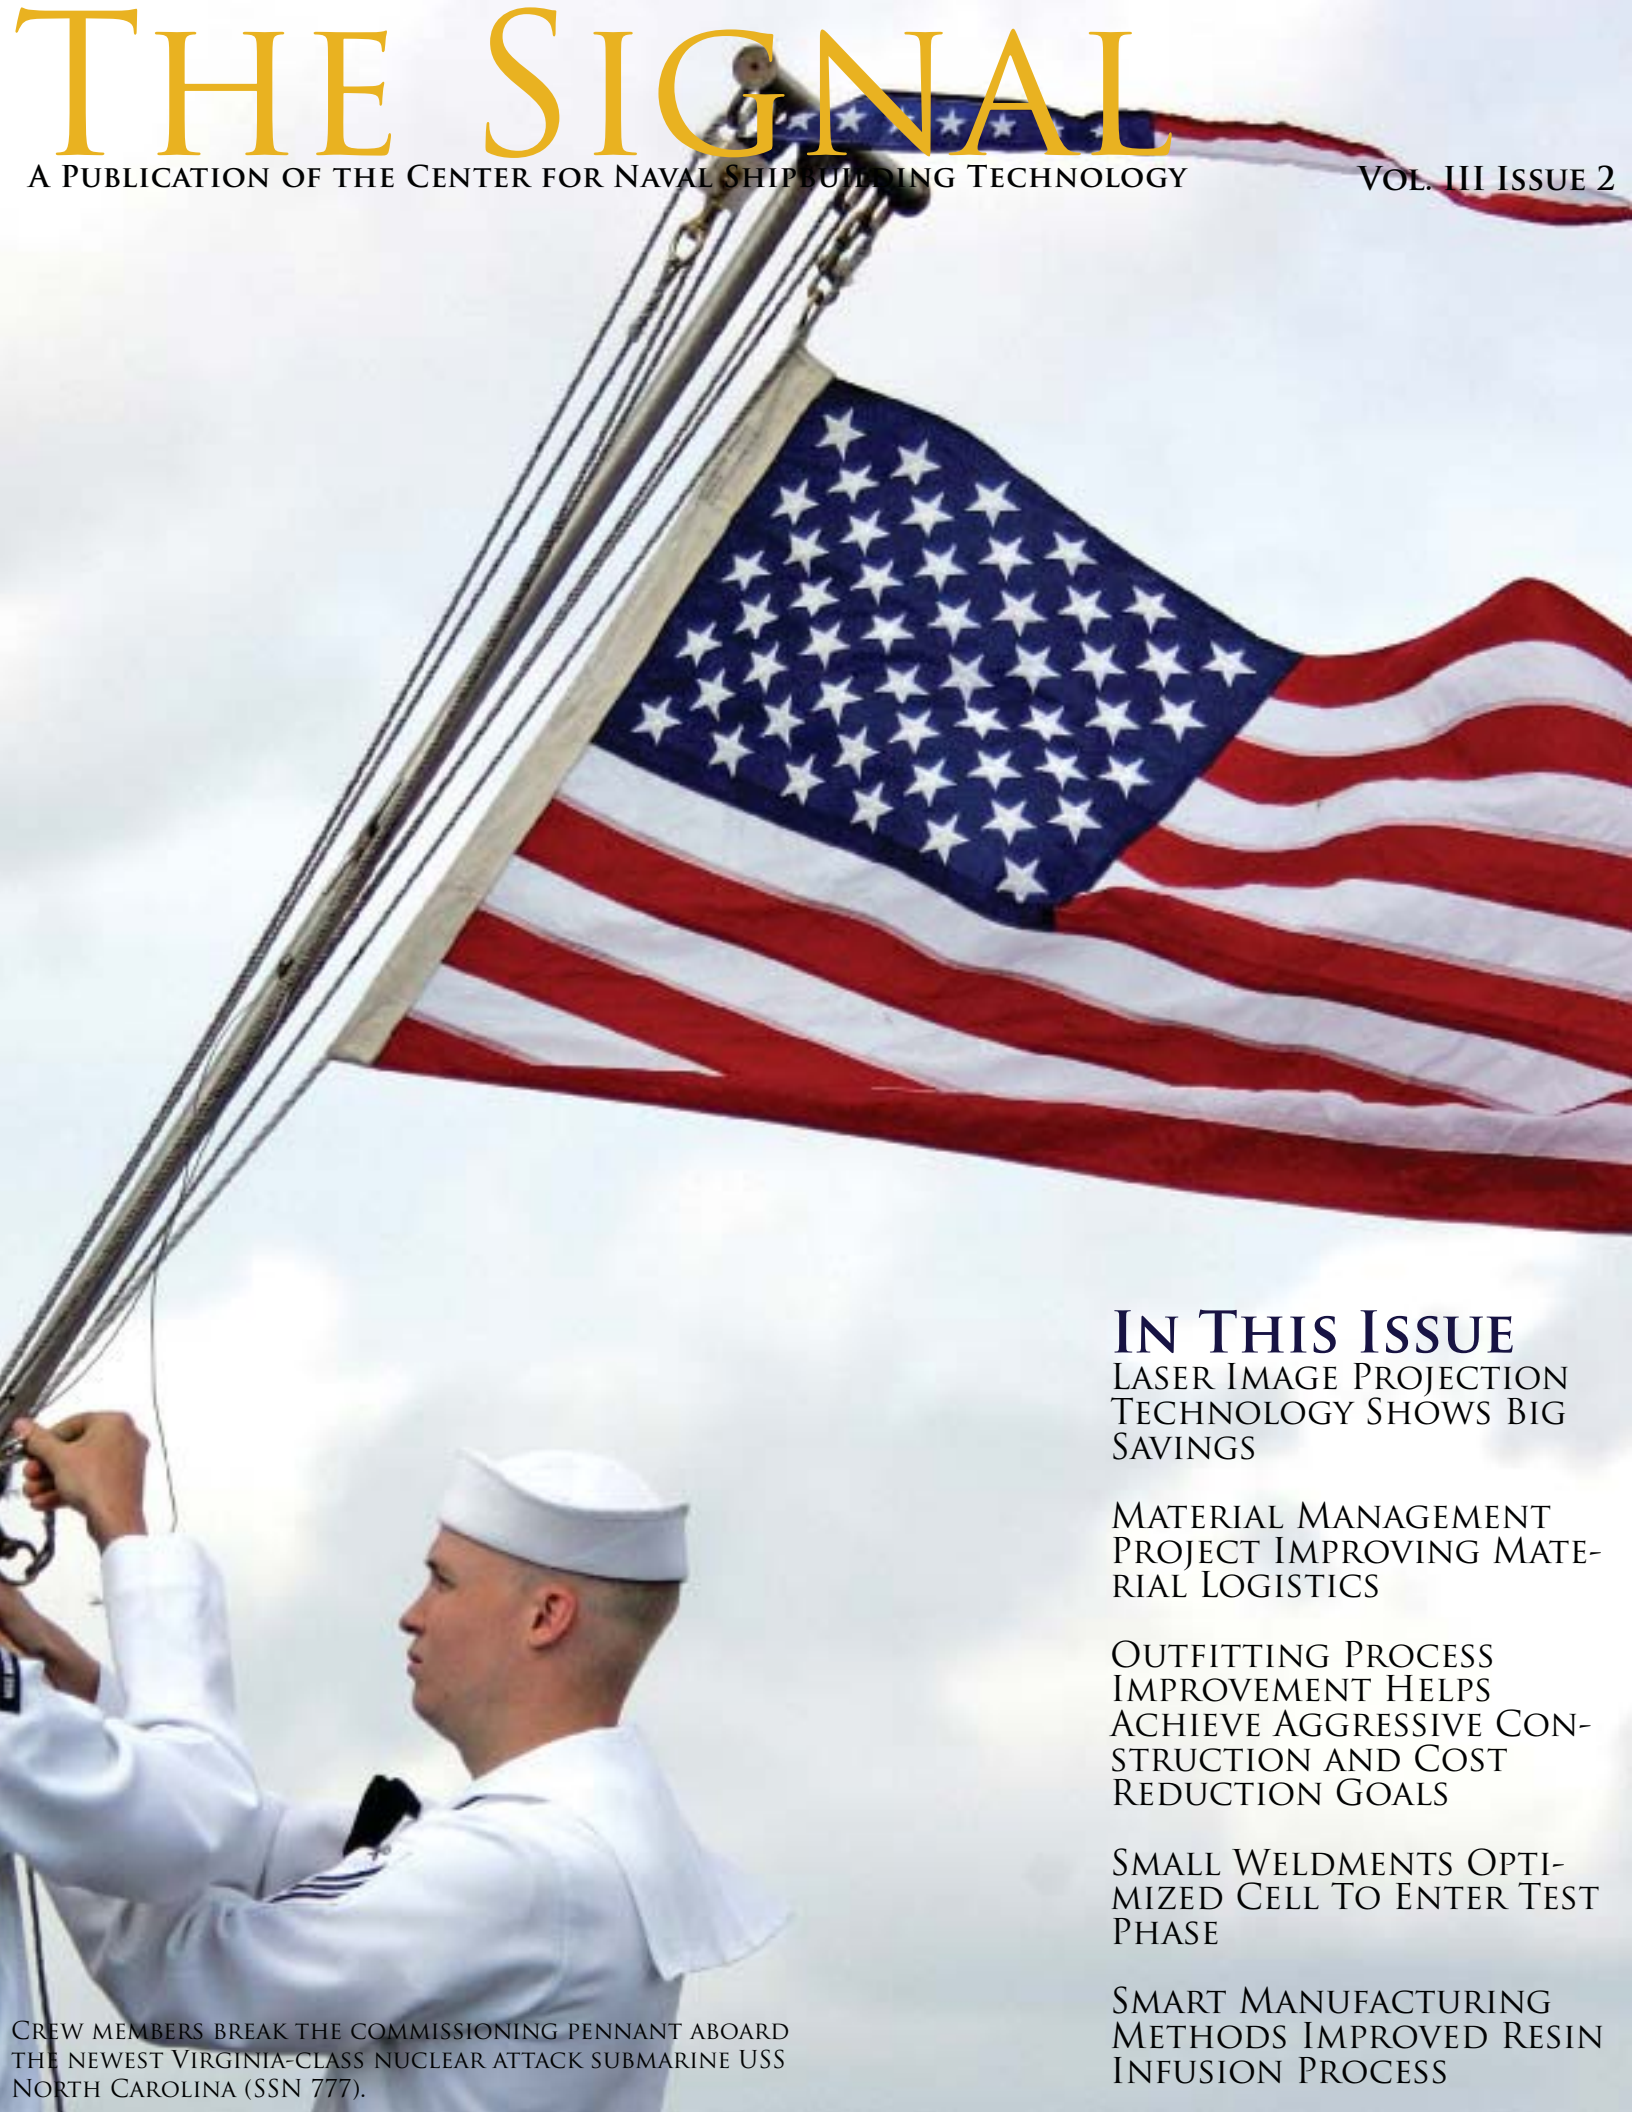 The Signal
A Publication of the Center for Naval Shipbuilding Technology
Vol. III Issue 2
In This Issue
Laser Image Projection
Technology Shows Big
Savings
Material Management
Project Improving Mate-
rial Logistics
Outfitting Process
Improvement Helps
Achieve Aggressive Con-
struction and Cost
Reduction Goals
Small Weldments Opti-
mized Cell To Enter Test
Phase
Smart Manufacturing
Methods Improved Resin
Infusion Process
Crew members break the commissioning pennant aboard
the newest Virginia-class nuclear attack submarine USS
North Carolina (SSN 777).